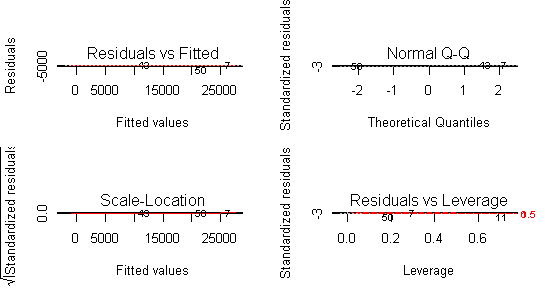 Residuals vs Fitted
Residuals
-5000
43
50
7
0 5000 15000 25000
Fitted values
Normal Q-Q
Standardized residuals
-3
50
43
7
-2 -1 0 1 2
Theoretical Quantiles
Scale-Location
√|Standardized residuals
0.0
43
50
7
0 5000 15000 25000
Fitted values
Residuals vs Leverage
Standardized residuals
-3
50
7
11
0.0 0.2 0.4 0.6
Leverage